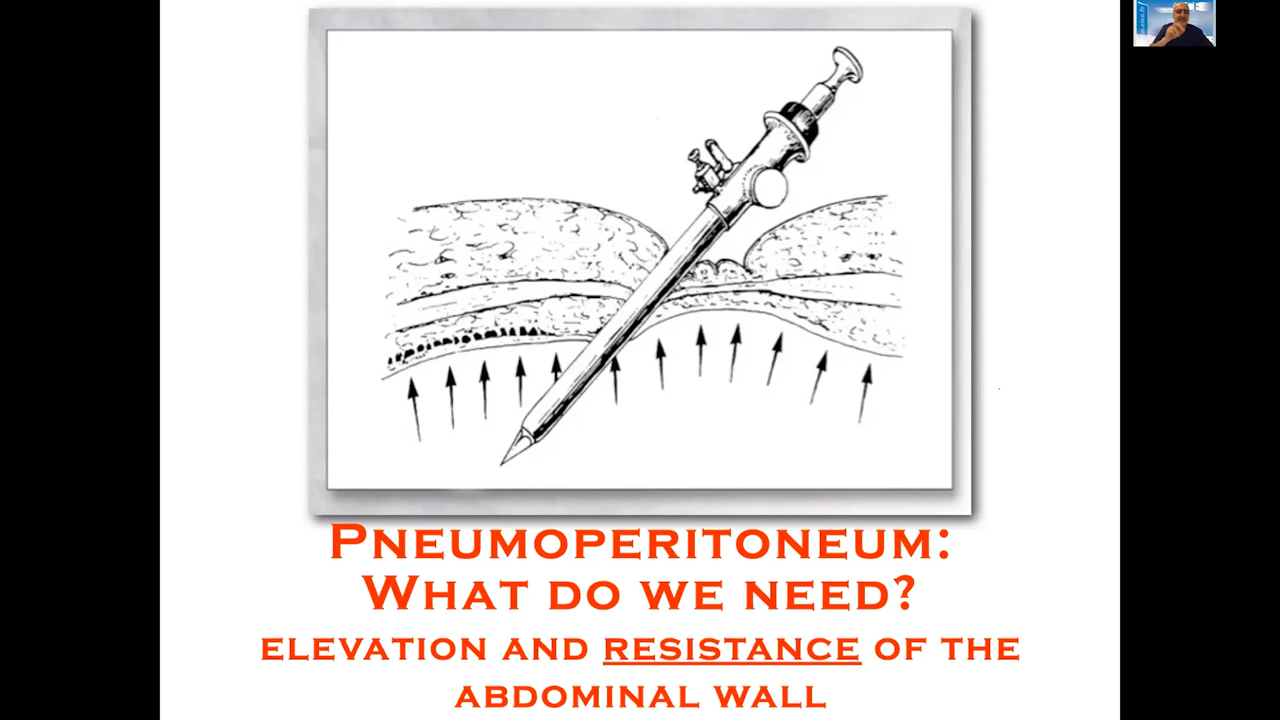 PNEUMOPERITONEUM:
WHAT DO WE NEED?
ELEVATION AND RESISTANCE OF THE
ABDOMINAL WALL